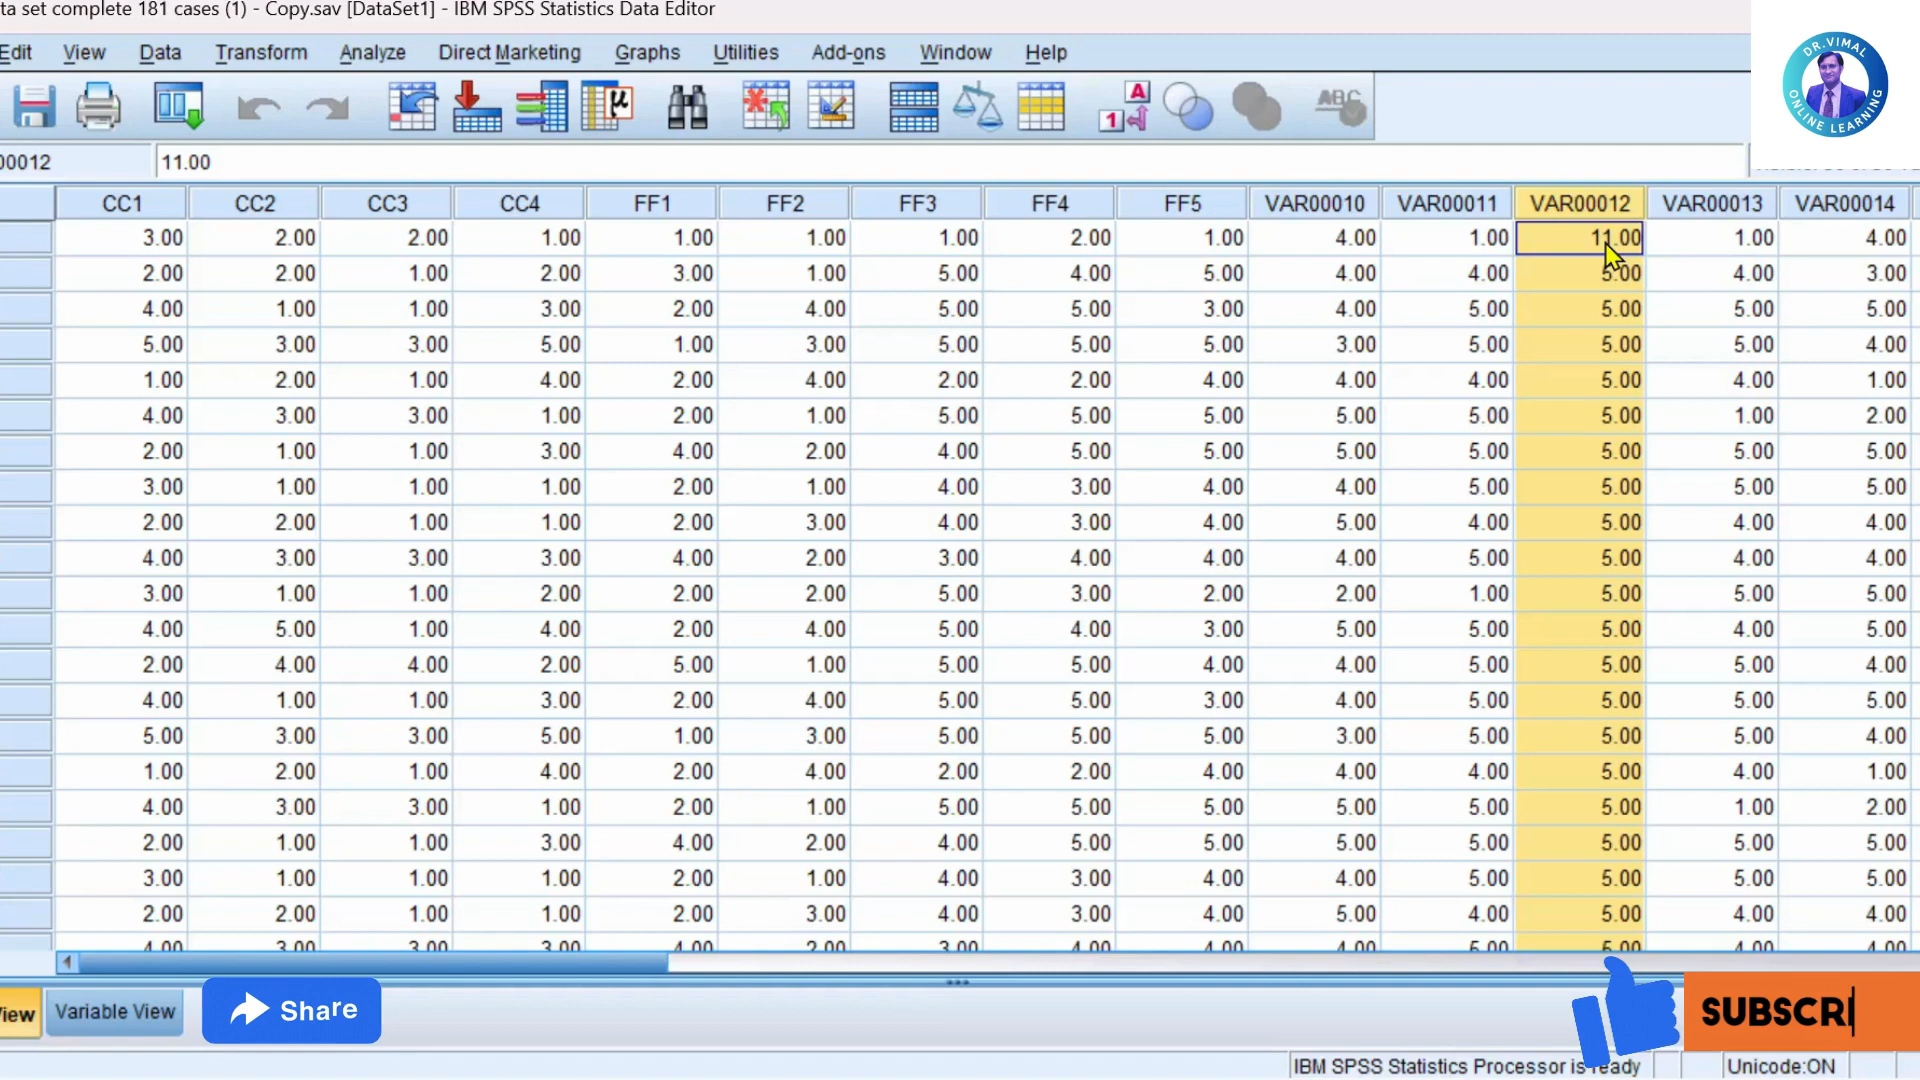 ta set complete 181 cases (1) - Copy.sav [DataSet1] - IBM SPSS Statistics Data Editor
Edit View Data Transform Analyze Direct Marketing Graphs Utilities Add-ons Window Help
DR.VIMAL
ONLINE LEARNING
00012 11.00
CC1 CC2 CC3 CC4 FF1 FF2 FF3 FF4 FF5 VAR00010 VAR00011 VAR00012 VAR00013 VAR00014
3.00 2.00 2.00 1.00 1.00 1.00 1.00 2.00 1.00 4.00 1.00 11.00 1.00 4.00
2.00 2.00 1.00 2.00 3.00 1.00 5.00 4.00 5.00 4.00 4.00 5.00 4.00 3.00
4.00 1.00 1.00 3.00 2.00 4.00 5.00 5.00 3.00 4.00 5.00 5.00 5.00 5.00
5.00 3.00 3.00 5.00 1.00 3.00 5.00 5.00 5.00 3.00 5.00 5.00 5.00 4.00
1.00 2.00 1.00 4.00 2.00 4.00 2.00 2.00 4.00 4.00 4.00 5.00 4.00 1.00
4.00 3.00 3.00 1.00 2.00 1.00 5.00 5.00 5.00 5.00 5.00 5.00 1.00 2.00
2.00 1.00 1.00 3.00 4.00 2.00 4.00 5.00 5.00 5.00 5.00 5.00 5.00 5.00
3.00 1.00 1.00 1.00 2.00 1.00 4.00 3.00 4.00 4.00 5.00 5.00 5.00 5.00
2.00 2.00 1.00 1.00 2.00 3.00 4.00 3.00 4.00 5.00 4.00 5.00 4.00 4.00
4.00 3.00 3.00 3.00 4.00 2.00 3.00 4.00 4.00 4.00 5.00 5.00 4.00 4.00
3.00 1.00 1.00 2.00 2.00 2.00 5.00 3.00 2.00 2.00 1.00 5.00 5.00 5.00
4.00 5.00 1.00 4.00 2.00 4.00 5.00 4.00 3.00 5.00 5.00 5.00 4.00 5.00
2.00 4.00 4.00 2.00 5.00 1.00 5.00 5.00 4.00 4.00 5.00 5.00 5.00 4.00
4.00 1.00 1.00 3.00 2.00 4.00 5.00 5.00 3.00 4.00 5.00 5.00 5.00 5.00
5.00 3.00 3.00 5.00 1.00 3.00 5.00 5.00 5.00 3.00 5.00 5.00 5.00 4.00
1.00 2.00 1.00 4.00 2.00 4.00 2.00 2.00 4.00 4.00 4.00 5.00 4.00 1.00
4.00 3.00 3.00 1.00 2.00 1.00 5.00 5.00 5.00 5.00 5.00 5.00 1.00 2.00
2.00 1.00 1.00 3.00 4.00 2.00 4.00 5.00 5.00 5.00 5.00 5.00 5.00 5.00
3.00 1.00 1.00 1.00 2.00 1.00 4.00 3.00 4.00 4.00 5.00 5.00 5.00 5.00
2.00 2.00 1.00 1.00 2.00 3.00 4.00 3.00 4.00 5.00 4.00 5.00 4.00 4.00
4.00 3.00 3.00 3.00 4.00 2.00 3.00 4.00 4.00 4.00 5.00 5.00 4.00 4.00
View Variable View Share SUBSCRI
IBM SPSS Statistics Processor is ready Unicode:ON